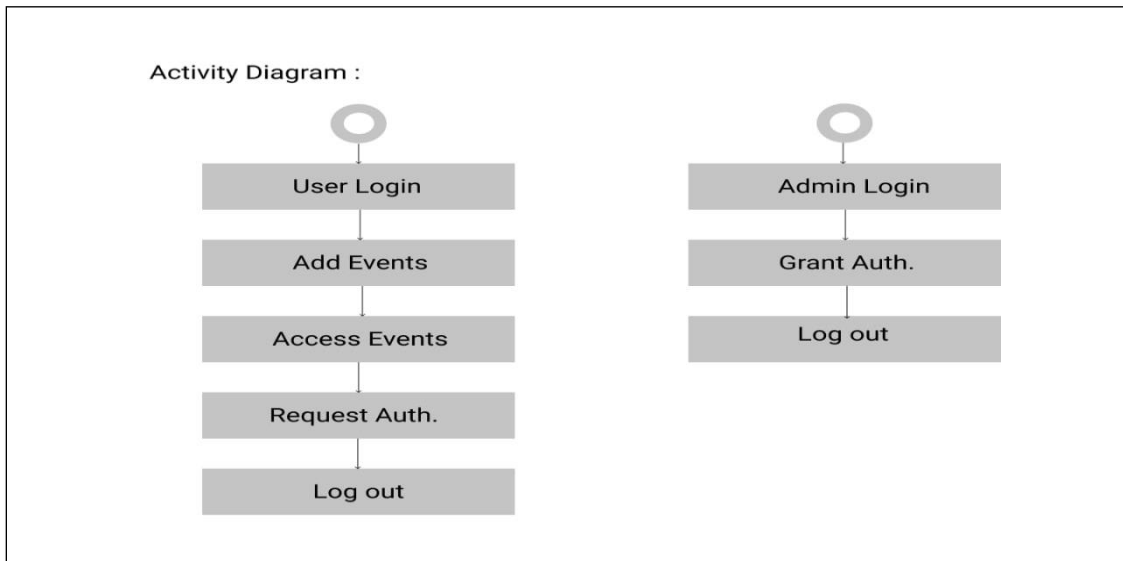 Activity Diagram :
User Login
Add Events
Access Events
Request Auth.
Log out
Admin Login
Grant Auth.
Log out